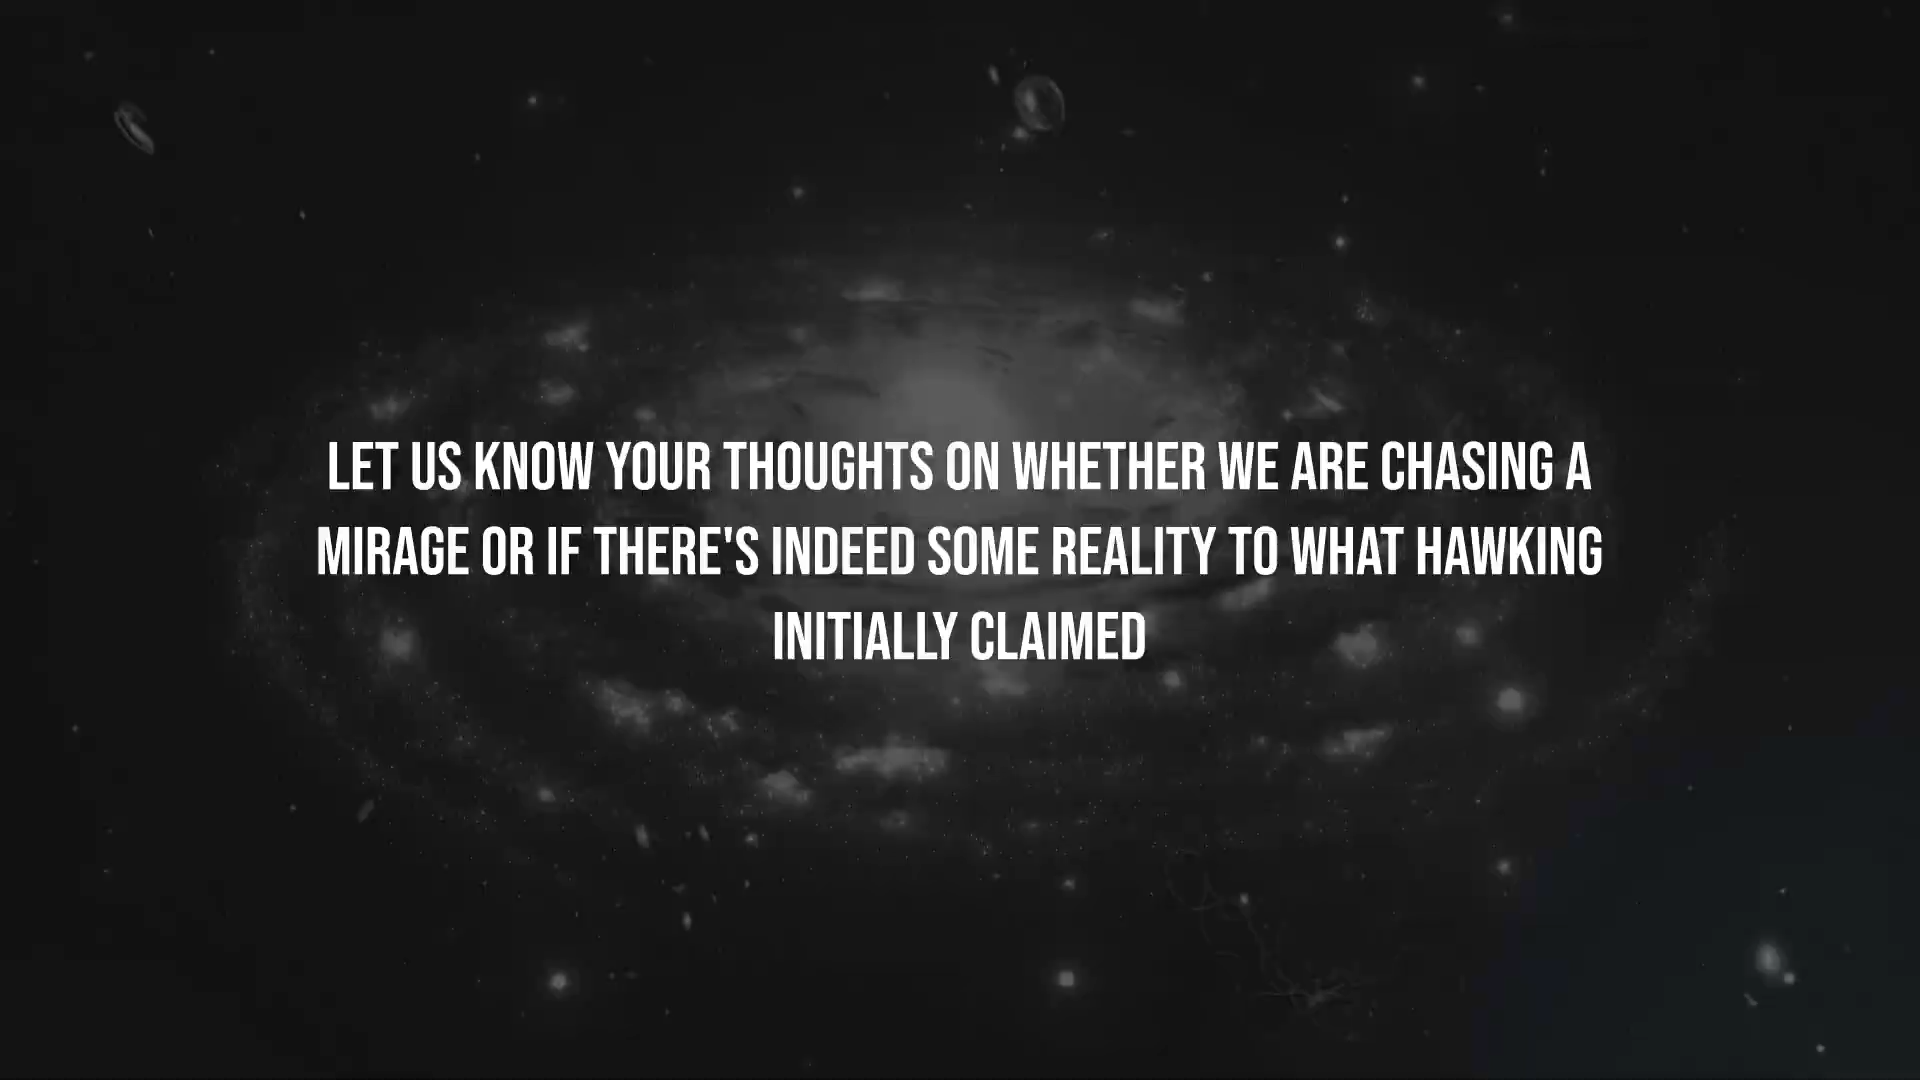 LET US KNOW YOUR THOUGHTS ON WHETHER WE ARE CHASING A
MIRAGE OR IF THERE'S INDEED SOME REALITY TO WHAT HAWKING
INITIALLY CLAIMED